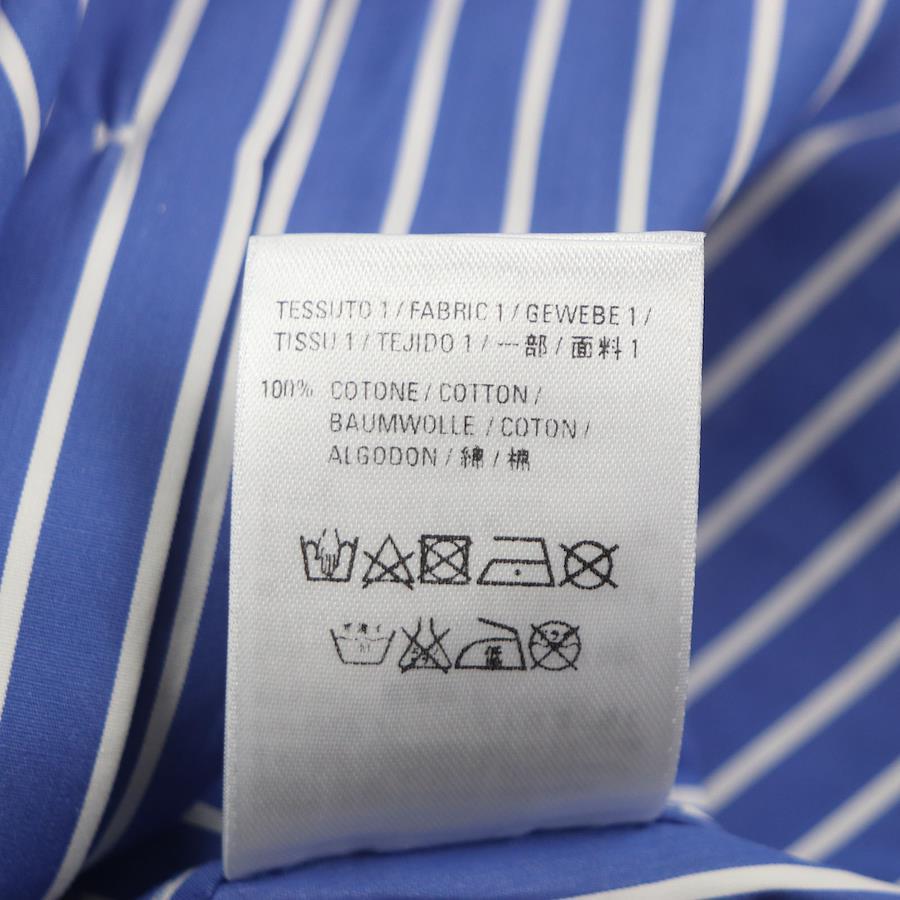 TESSUTO 1 / FABRIC 1 / GEWEBE 1 /
TISSU 1 / TEJIDO 1 / 一部 / 面料 1
100% COTONE / COTTON /
BAUMWOLLE / COTON /
ALGODON / 綿 / 棉
低